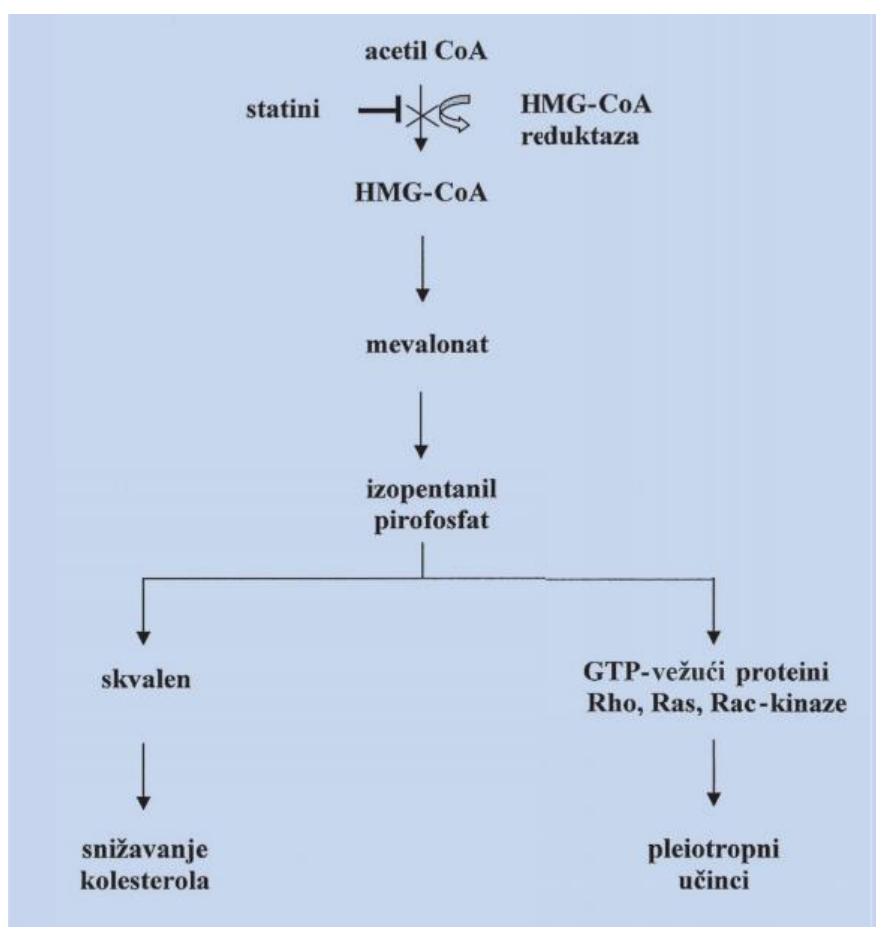 acetil CoA
statini
HMG-CoA
reduktaza
HMG-CoA
mevalonat
izopentanil
pirofosfat
skvalen
GTP-vežući proteini
Rho, Ras, Rac-kinaze
snižavanje
kolesterola
pleiotropni
učinci